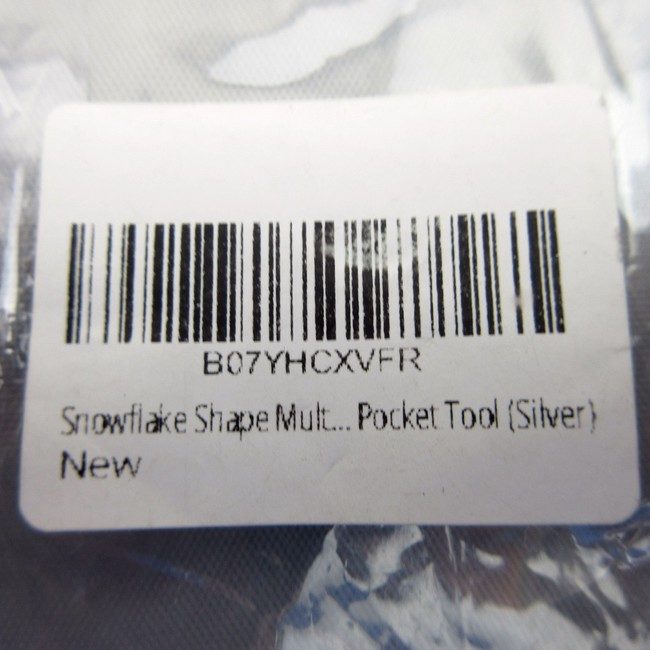 B07YHCXVFR
Snowflake Shape Mult... Pocket Tool (Silver)
New